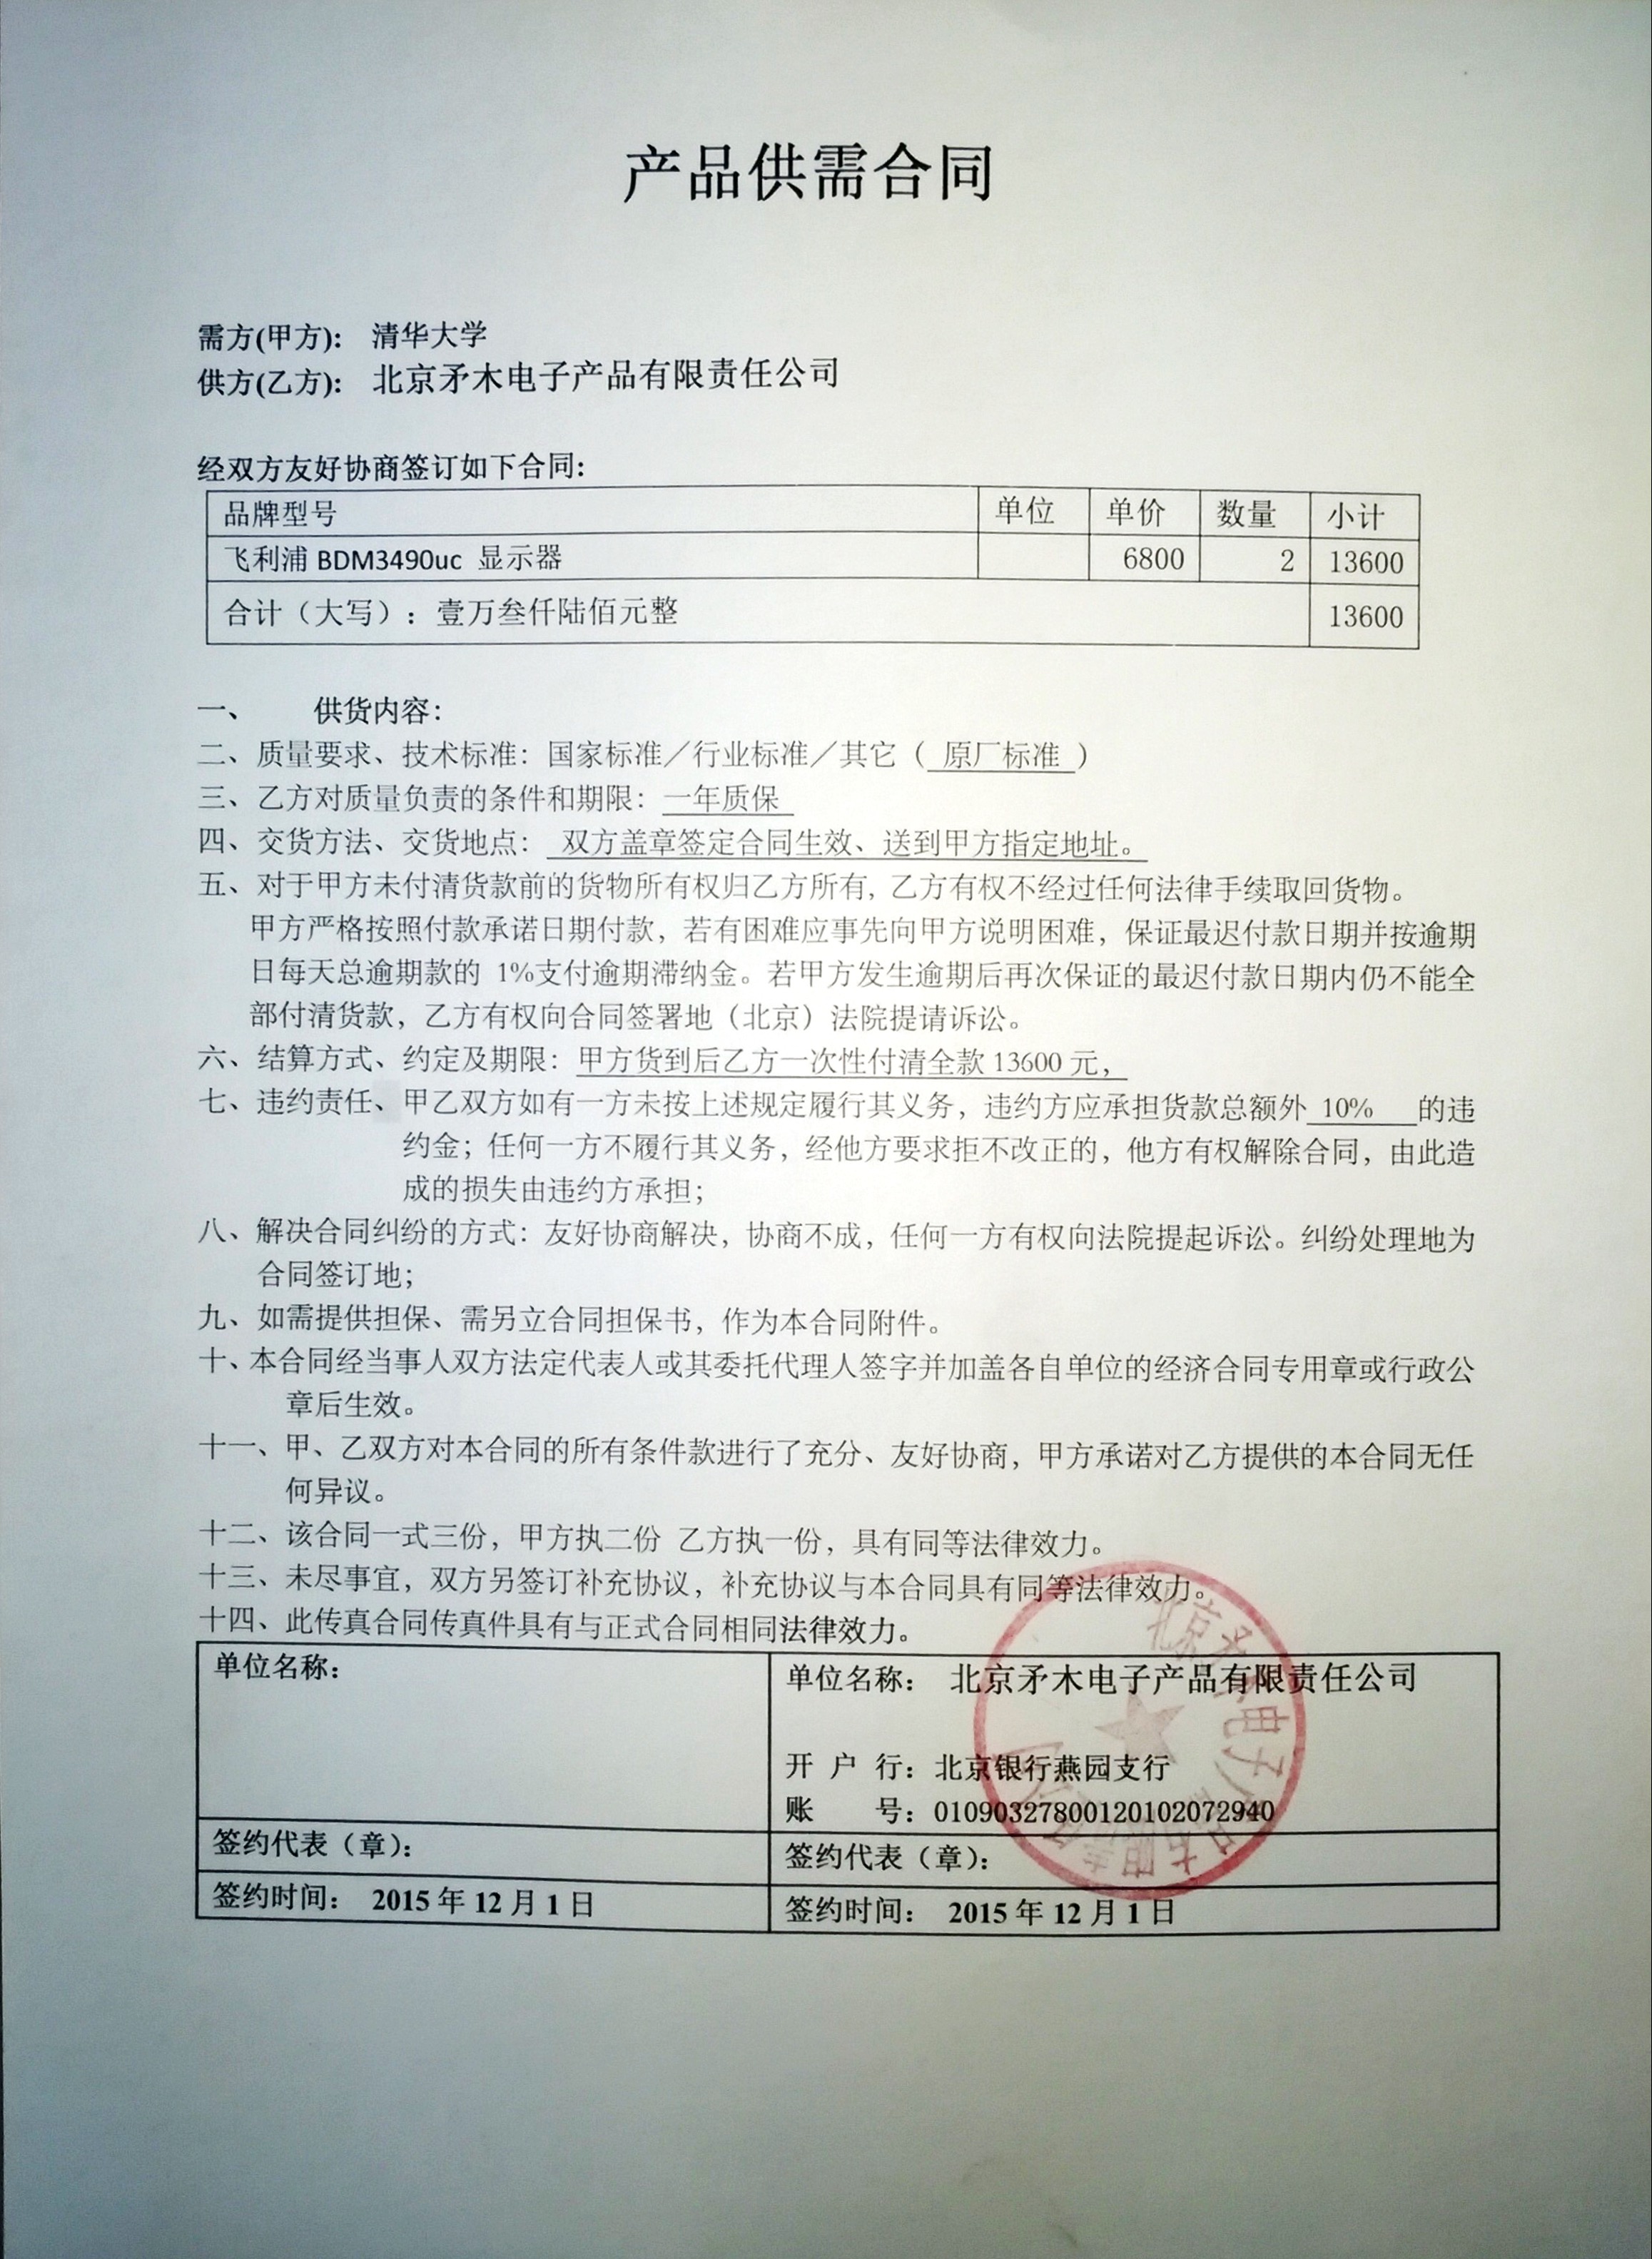 产品供需合同
需方(甲方)： 清华大学
供方(乙方)： 北京矛木电子产品有限责任公司
经双方友好协商签订如下合同:
品牌型号 单位 单价 数量 小计
飞利浦 BDM3490uc 显示器 6800 2 13600
合计（大写）：壹万叁仟陆佰元整 13600
一、 供货内容：
二、质量要求、技术标准：国家标准／行业标准／其它（ 原厂标准 ）
三、乙方对质量负责的条件和期限：一年质保
四、交货方法、交货地点： 双方盖章签定合同生效、送到甲方指定地址。
五、对于甲方未付清货款前的货物所有权归乙方所有，乙方有权不经过任何法律手续取回货物。
甲方严格按照付款承诺日期付款，若有困难应事先向甲方说明困难，保证最迟付款日期并按逾期
日每天总逾期款的 1%支付逾期滞纳金。若甲方发生逾期后再次保证的最迟付款日期内仍不能全
部付清货款，乙方有权向合同签署地（北京）法院提请诉讼。
六、结算方式、约定及期限：甲方货到后乙方一次性付清全款 13600 元，
七、违约责任、甲乙双方如有一方未按上述规定履行其义务，违约方应承担货款总额外 10% 的违
约金；任何一方不履行其义务，经他方要求拒不改正的，他方有权解除合同，由此造
成的损失由违约方承担；
八、解决合同纠纷的方式：友好协商解决，协商不成，任何一方有权向法院提起诉讼。纠纷处理地为
合同签订地；
九、如需提供担保、需另立合同担保书，作为本合同附件。
十、本合同经当事人双方法定代表人或其委托代理人签字并加盖各自单位的经济合同专用章或行政公
章后生效。
十一、甲、乙双方对本合同的所有条件款进行了充分、友好协商，甲方承诺对乙方提供的本合同无任
何异议。
十二、该合同一式三份，甲方执二份 乙方执一份，具有同等法律效力。
十三、未尽事宜，双方另签订补充协议，补充协议与本合同具有同等法律效力。
十四、此传真合同传真件具有与正式合同相同法律效力。
单位名称：
单位名称： 北京矛木电子产品有限责任公司
开 户 行：北京银行燕园支行
账 号：01090327800120102072940
签约代表（章）：
签约代表（章）：
签约时间： 2015 年 12 月 1 日
签约时间： 2015 年 12 月 1 日
北京矛木电子产品有限责任公司